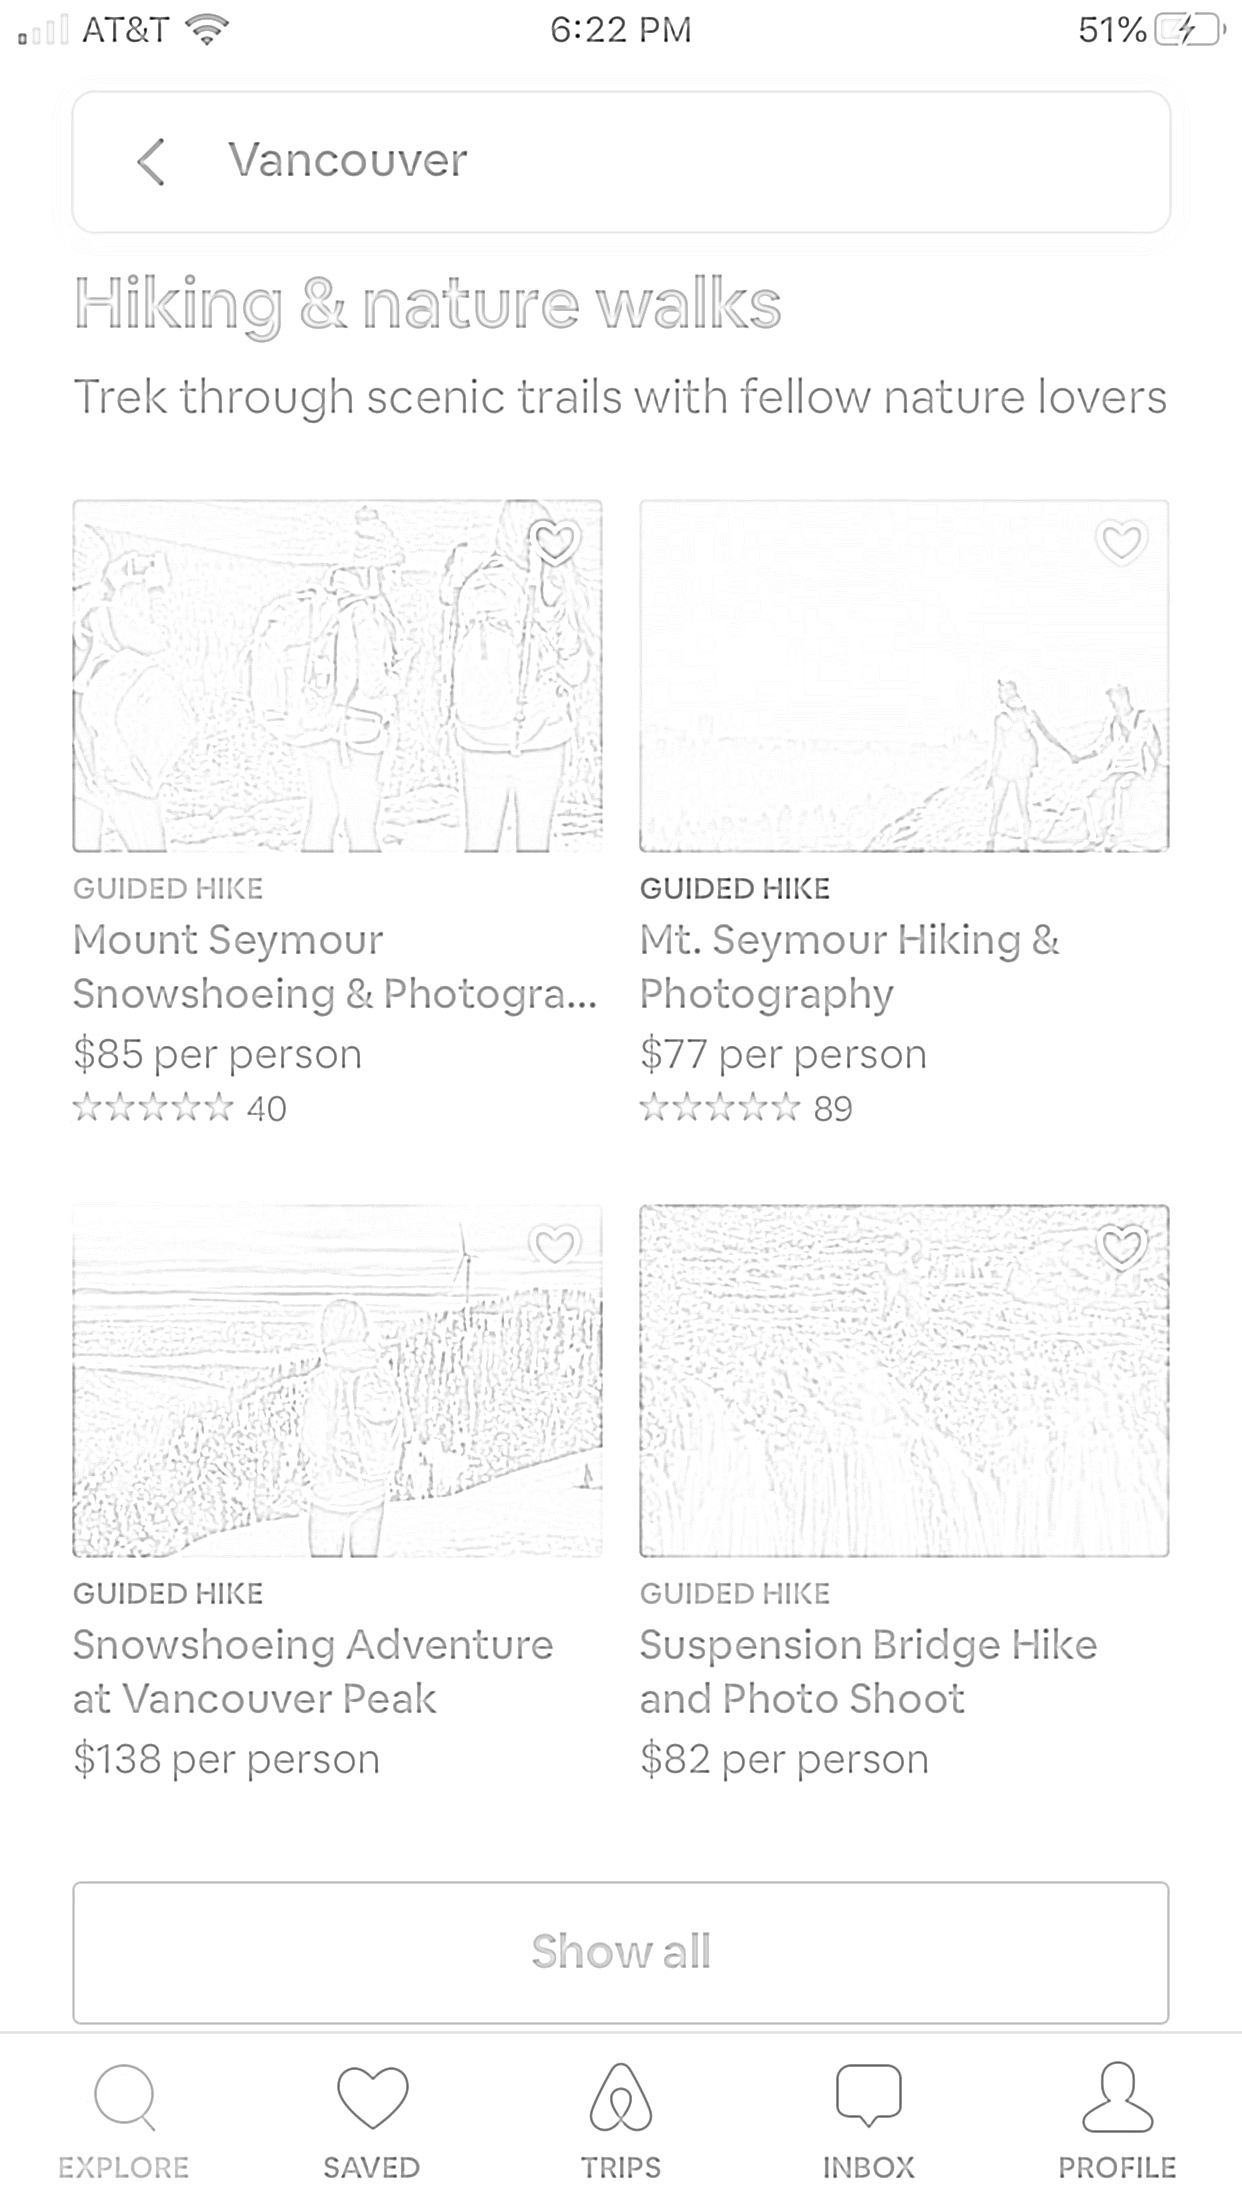 AT&T 6:22 PM 51%
Vancouver
Hiking & nature walks
Trek through scenic trails with fellow nature lovers
GUIDED HIKE
Mount Seymour
Snowshoeing & Photogra...
$85 per person
40
GUIDED HIKE
Mt. Seymour Hiking &
Photography
$77 per person
89
GUIDED HIKE
Snowshoeing Adventure
at Vancouver Peak
$138 per person
GUIDED HIKE
Suspension Bridge Hike
and Photo Shoot
$82 per person
Show all
EXPLORE SAVED TRIPS INBOX PROFILE